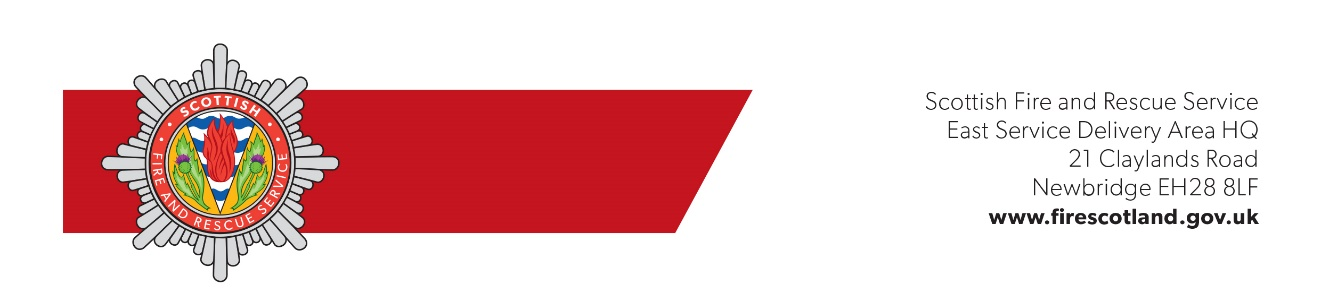 SCOTTISH
FIRE AND RESCUE SERVICE
Scottish Fire and Rescue Service
East Service Delivery Area HQ
21 Claylands Road
Newbridge EH28 8LF
www.firescotland.gov.uk